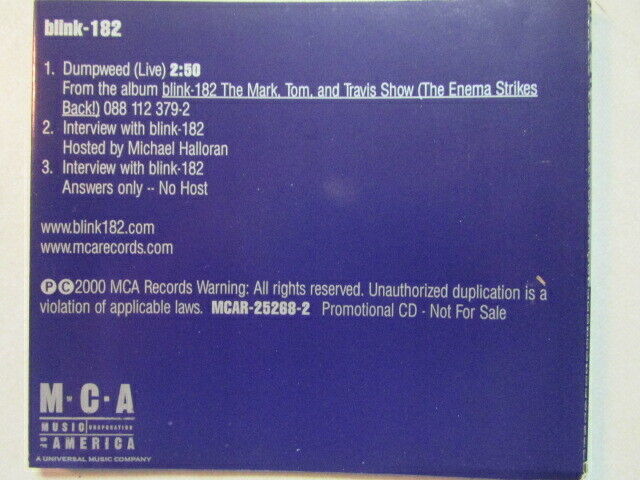 blink-182
1. Dumpweed (Live) 2:50
From the album blink-182 The Mark, Tom, and Travis Show (The Enema Strikes
Back!) 088 112 379-2
2. Interview with blink-182
Hosted by Michael Halloran
3. Interview with blink-182
Answers only -- No Host
www.blink182.com
www.mcarecords.com
Ⓟ©2000 MCA Records Warning: All rights reserved. Unauthorized duplication is a
violation of applicable laws. MCAR-25268-2 Promotional CD - Not For Sale
M·C·A
MUSIC CORPORATION
OF AMERICA
A UNIVERSAL MUSIC COMPANY